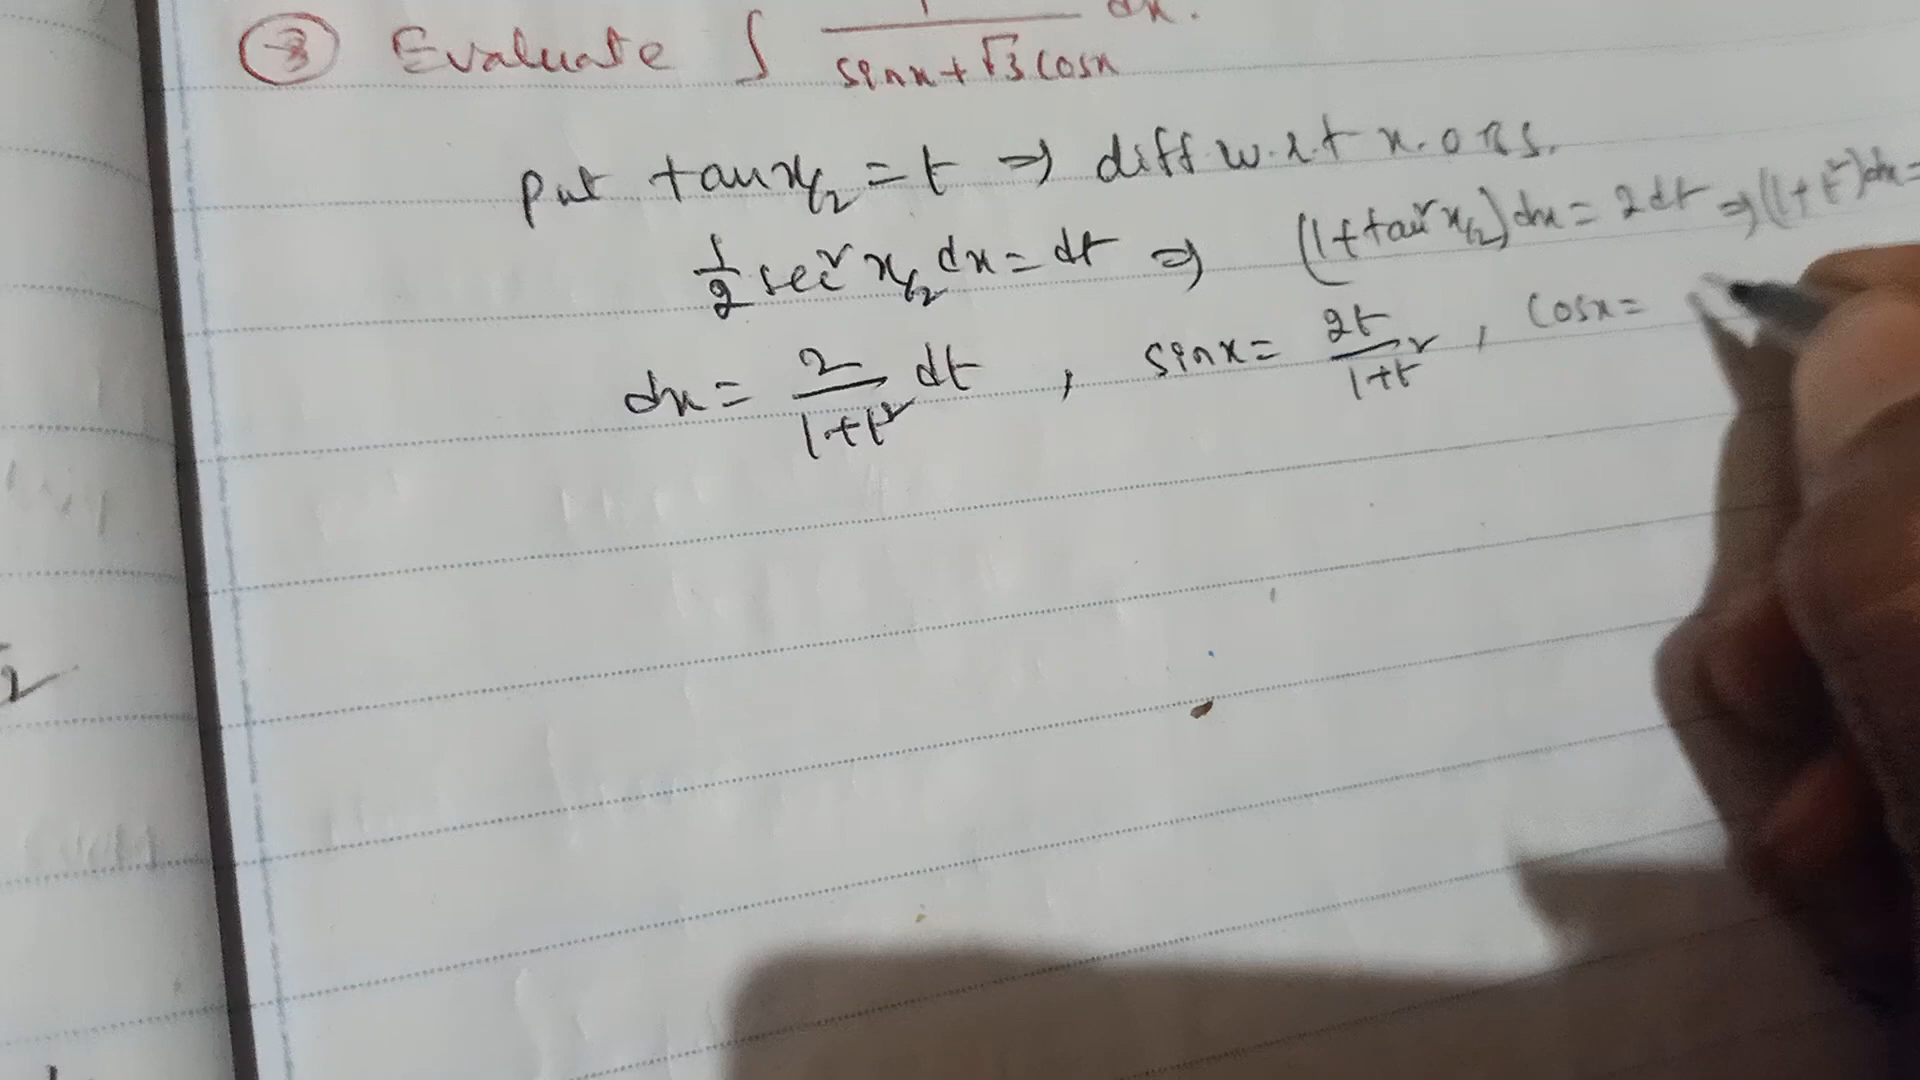 ③ Evaluate ∫ 1/(sinx+√3 cosx) dx.
put tan x/2 = t ⇒ diff w.r.t x. o B s.
1/2 sec² x/2 dx = dt ⇒ (1+tan² x/2) dx = 2dt ⇒ (1+t²)dx =
dx = 2/(1+t²) dt , sinx = 2t/(1+t²) , cosx =
2